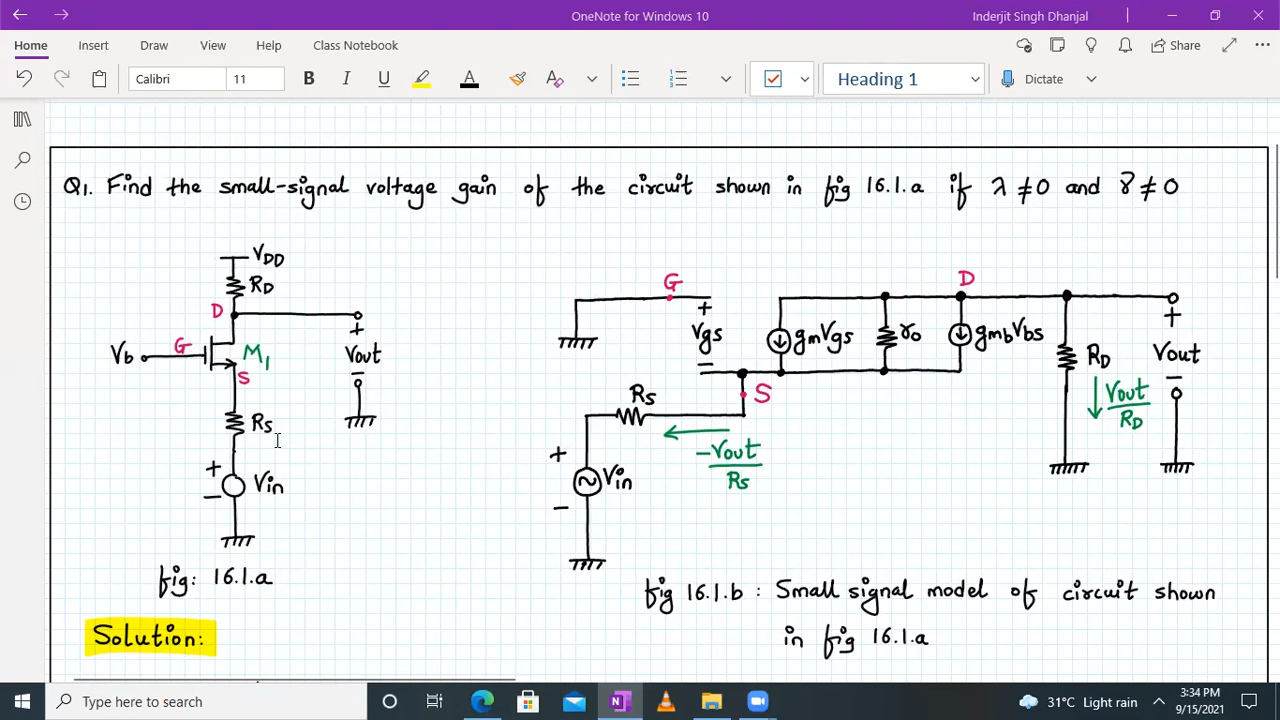 OneNote for Windows 10
Inderjit Singh Dhanjal
Home Insert Draw View Help Class Notebook
Share
Calibri 11 B I U A Heading 1 Dictate
Q1. Find the small-signal voltage gain of the circuit shown in fig 16.1.a if λ≠0 and γ≠0
VDD
RD
D
G
Vb
M1
S
+
Vout
−
Rs
+
Vin
−
fig: 16.1.a
G
+
Vgs
−
gmVgs
ro
D
gmbVbs
RD
Vout/RD
+
Vout
−
S
Rs
−Vout/Rs
+
Vin
−
fig 16.1.b : Small signal model of circuit shown
in fig 16.1.a
Solution:
Type here to search
31°C Light rain
3:34 PM
9/15/2021